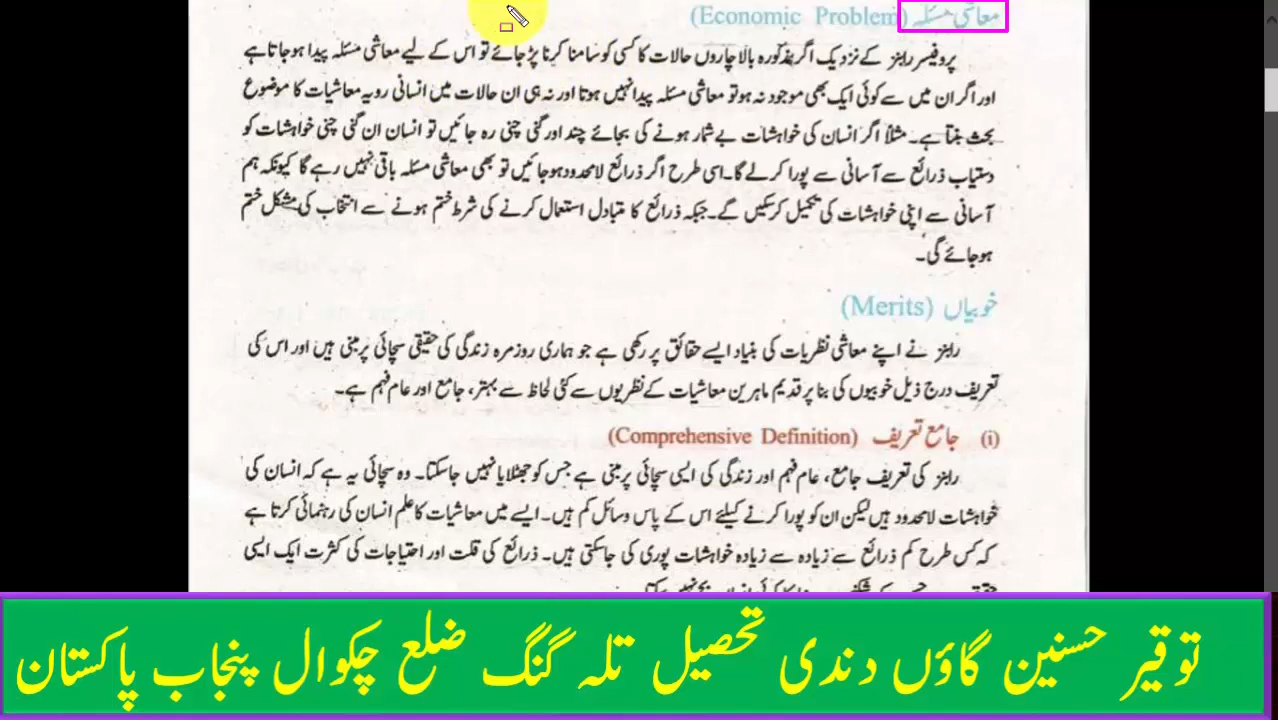 معاشی مسئلہ (Economic Problem)
پروفیسر رابنز کے نزدیک اگر مذکورہ بالا چاروں حالات کا کسی کو سامنا کرنا پڑ جائے تو اس کے لیے معاشی مسئلہ پیدا ہوجاتا ہے
اور اگر ان میں سے کوئی ایک بھی موجود نہ ہو تو معاشی مسئلہ پیدا نہیں ہوتا اور نہ ہی ان حالات میں انسانی رویہ معاشیات کا موضوع
بحث بنتا ہے۔ مثلاً اگر انسان کی خواہشات بے شمار ہونے کی بجائے چند اور گنی چنی رہ جائیں تو انسان ان گنی چنی خواہشات کو
دستیاب ذرائع سے آسانی سے پورا کرلے گا۔ اسی طرح اگر ذرائع لامحدود ہوجائیں تو بھی معاشی مسئلہ باقی نہیں رہے گا کیونکہ ہم
آسانی سے اپنی خواہشات کی تکمیل کرسکیں گے۔ جبکہ ذرائع کا متبادل استعمال کرنے کی شرط ختم ہونے سے انتخاب کی مشکل ختم
ہوجائے گی۔
خوبیاں (Merits)
رابنز نے اپنے معاشی نظریات کی بنیاد ایسے حقائق پر رکھی ہے جو ہماری روزمرہ زندگی کی حقیقی سچائی پر مبنی ہیں اور اس کی
تعریف درج ذیل خوبیوں کی بنا پر قدیم ماہرین معاشیات کے نظریوں سے کئی لحاظ سے بہتر، جامع اور عام فہم ہے۔
(i) جامع تعریف (Comprehensive Definition)
رابنز کی تعریف جامع، عام فہم اور زندگی کی ایسی سچائی پر مبنی ہے جس کو جھٹلایا نہیں جاسکتا۔ وہ سچائی یہ ہے کہ انسان کی
خواہشات لامحدود ہیں لیکن ان کو پورا کرنے کیلئے اس کے پاس وسائل کم ہیں۔ ایسے میں معاشیات کا علم انسان کی رہنمائی کرتا ہے
کہ کس طرح کم ذرائع سے زیادہ سے زیادہ خواہشات پوری کی جاسکتی ہیں۔ ذرائع کی قلت اور احتیاجات کی کثرت ایک ایسی
توقیر حسنین گاؤں دندی تحصیل تلہ گنگ ضلع چکوال پنجاب پاکستان